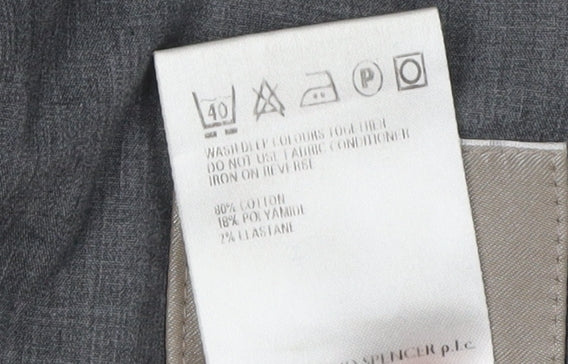 40
P
WASH DEEP COLOURS TOGETHER
DO NOT USE FABRIC CONDITIONER
IRON ON REVERSE
80% COTTON
18% POLYAMIDE
2% ELASTANE
SPENCER p.l.c